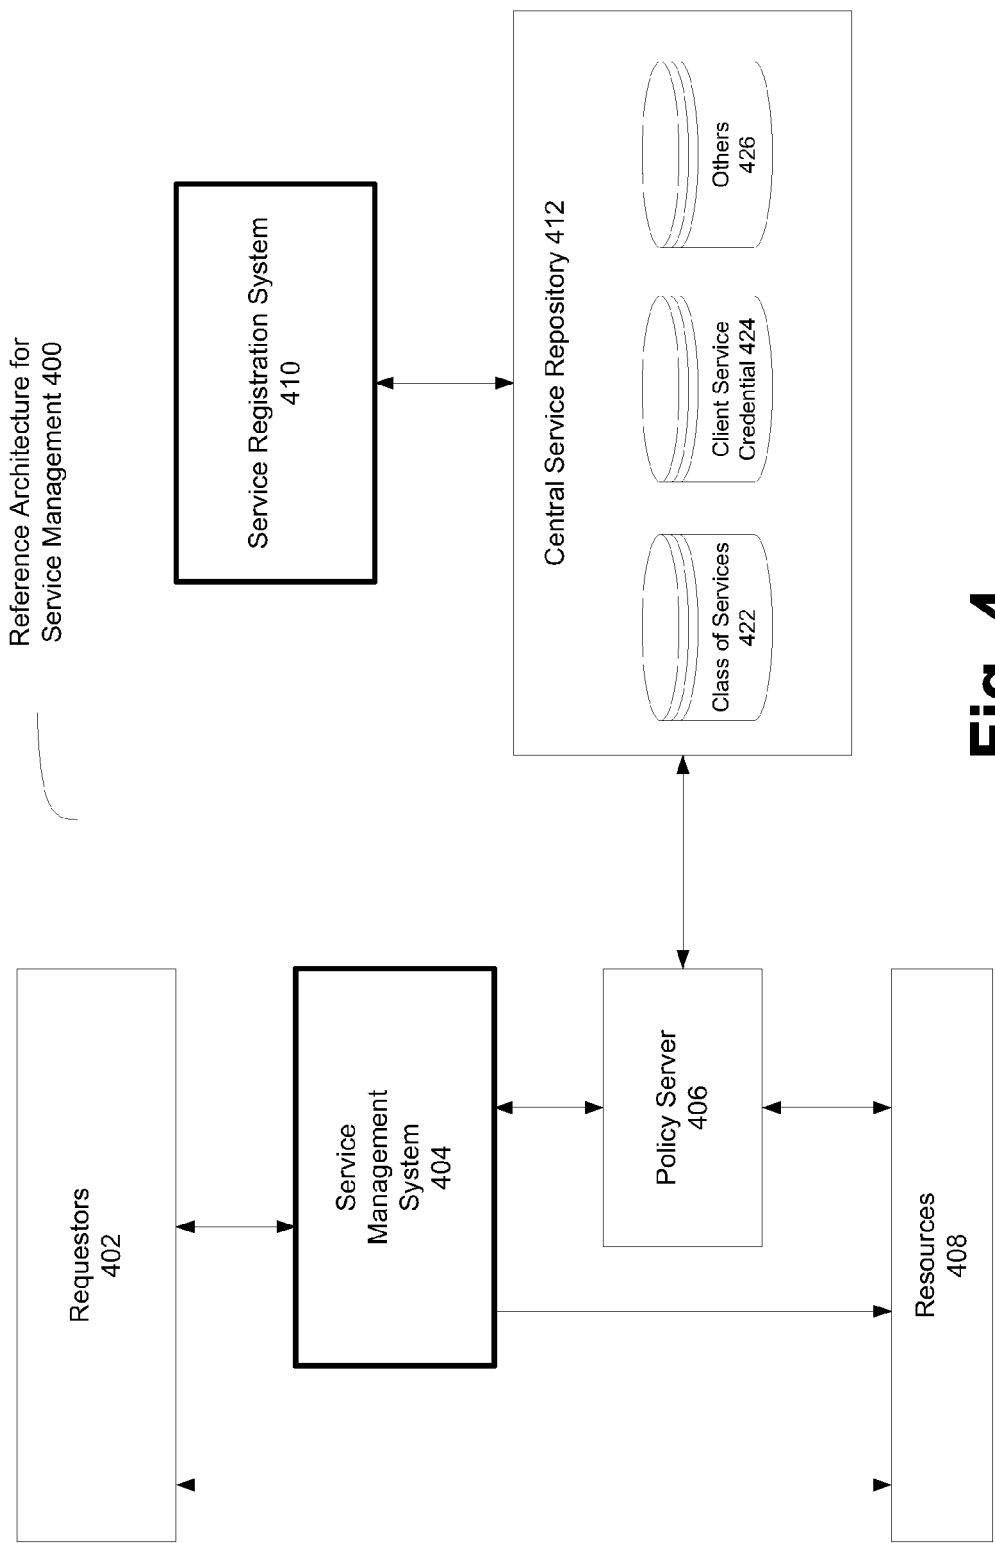 Reference Architecture for
Service Management 400
Requestors
402
Service
Management
System
404
Policy Server
406
Resources
408
Service Registration System
410
Central Service Repository 412
Class of Services
422
Client Service
Credential 424
Others
426
Fig. 4